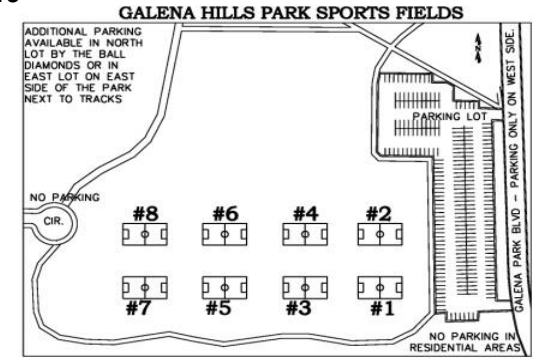 GALENA HILLS PARK SPORTS FIELDS
ADDITIONAL PARKING
AVAILABLE IN NORTH
LOT BY THE BALL
DIAMONDS OR IN
EAST LOT ON EAST
SIDE OF THE PARK
NEXT TO TRACKS
PARKING LOT
GALENA PARK BLVD - PARKING ONLY ON WEST SIDE.
NO PARKING
CIR.
#8 #6 #4 #2
#7 #5 #3 #1
NO PARKING IN
RESIDENTIAL AREAS